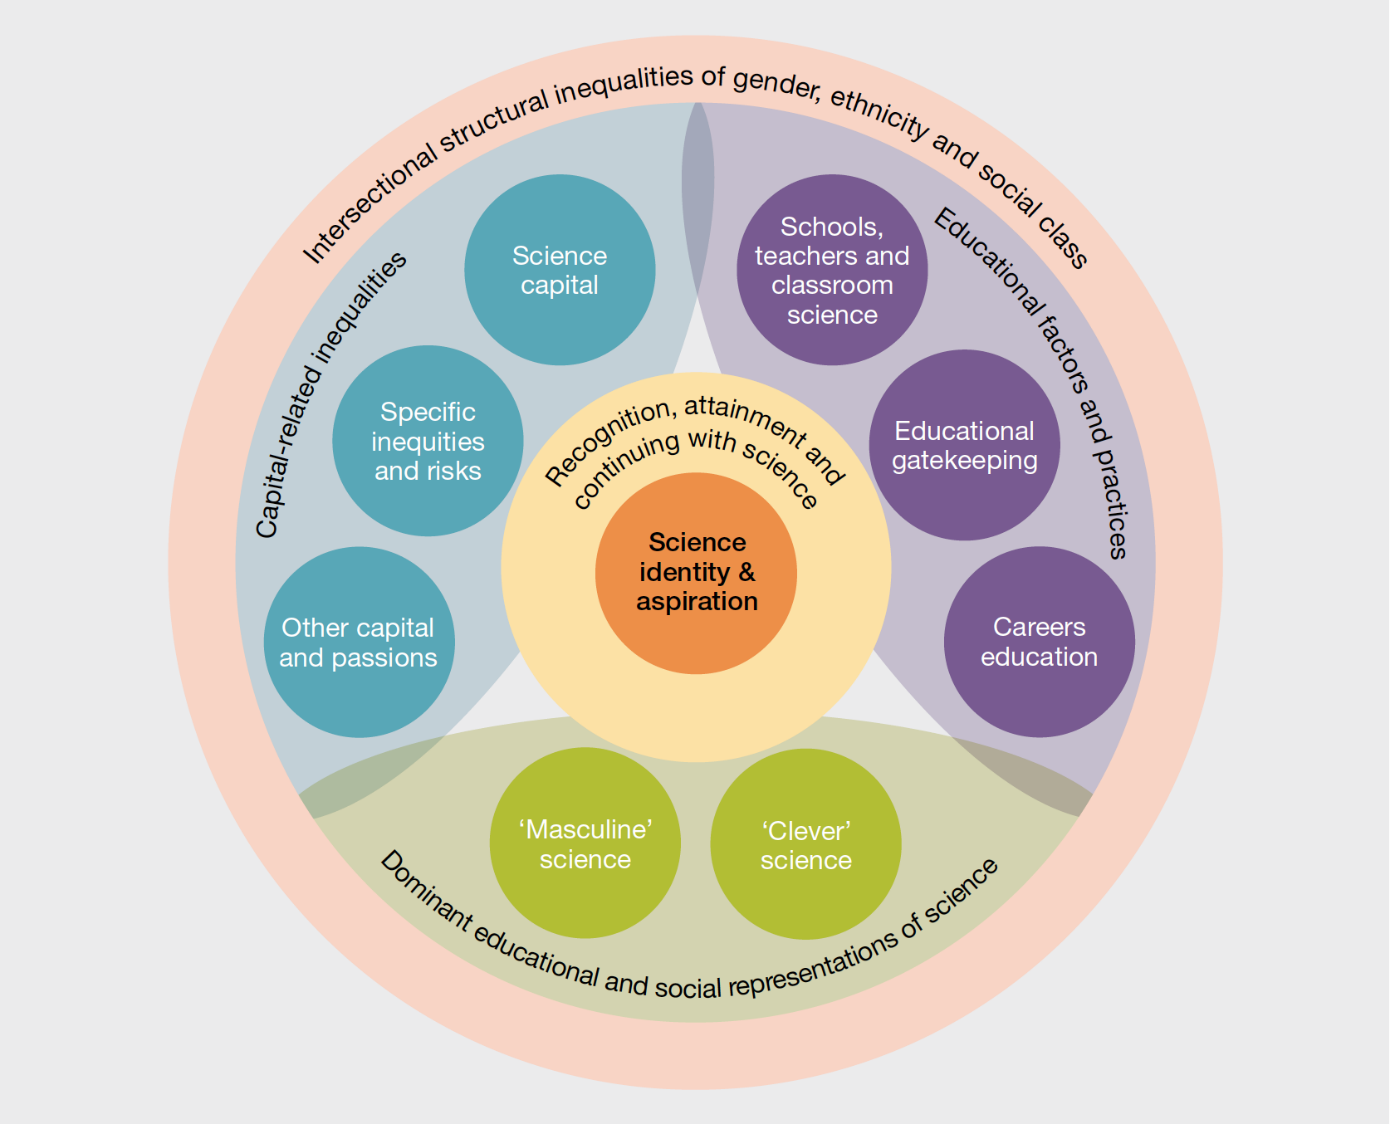 Intersectional structural inequalities of gender, ethnicity and social class
Capital-related inequalities
Science
capital
Specific
inequities
and risks
Other capital
and passions
Educational factors and practices
Schools,
teachers and
classroom
science
Educational
gatekeeping
Careers
education
Recognition, attainment and
continuing with science
Science
identity &
aspiration
‘Masculine’
science
‘Clever’
science
Dominant educational and social representations of science